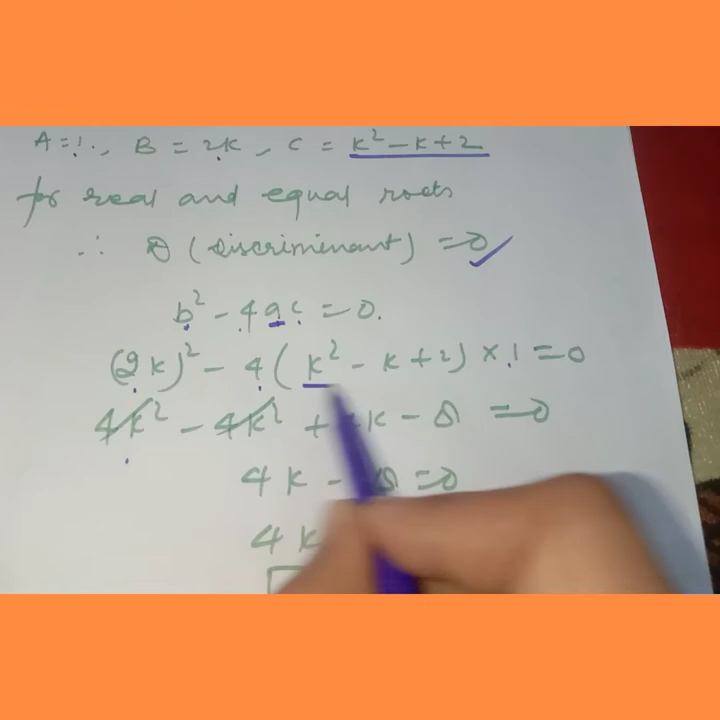 A = 1, B = 2K, C = K² - K + 2
for real and equal roots
∴ D (Discriminant) = 0 ✓
b² - 4ac = 0.
(2K)² - 4(K² - K + 2) × 1 = 0
4K² - 4K² + K - 8 = 0
4K - 8 = 0
4K